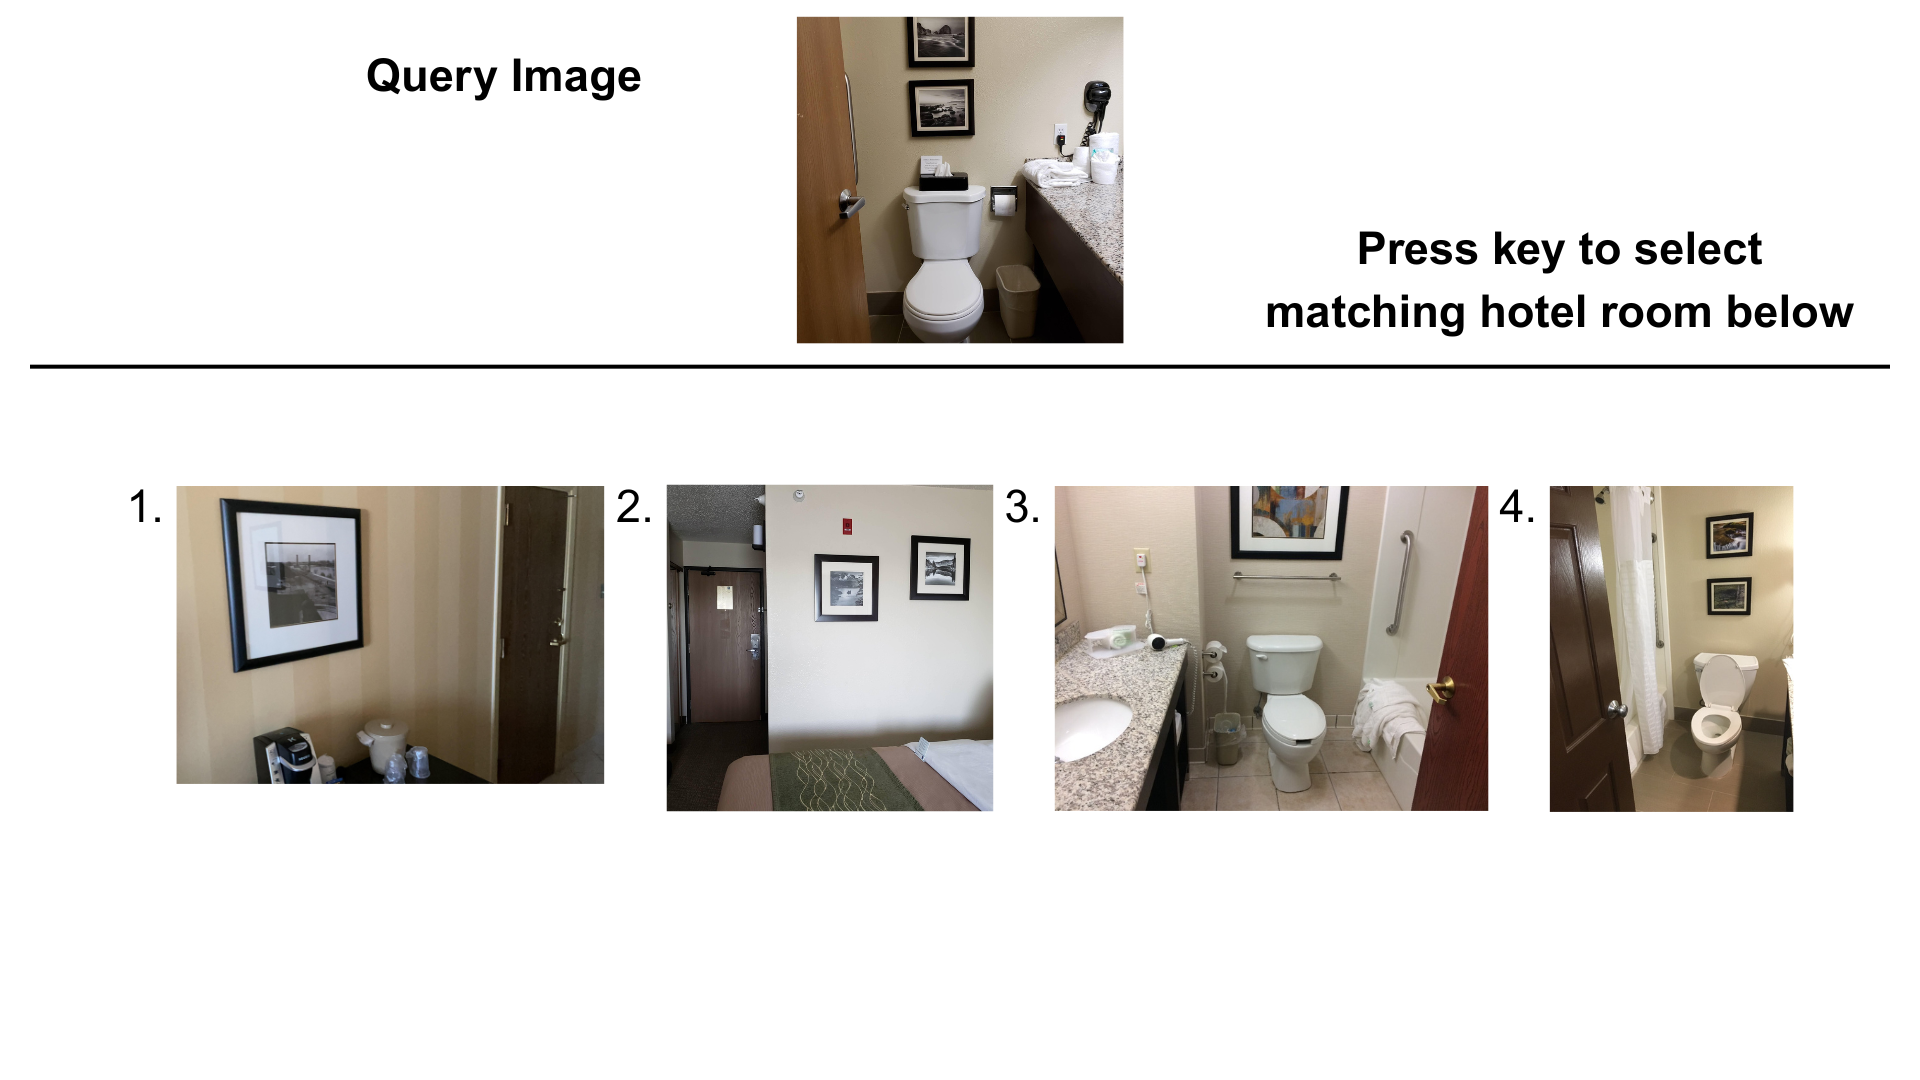 Query Image
Press key to select
matching hotel room below
1.
2.
3.
4.